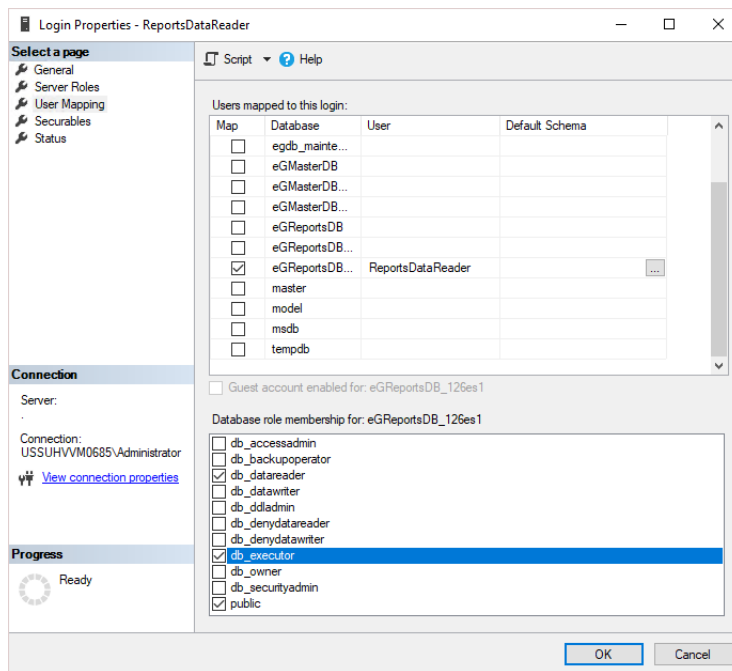 Login Properties - ReportsDataReader
Select a page
General
Server Roles
User Mapping
Securables
Status
Script
Help
Users mapped to this login:
Map Database User Default Schema
egdb_mainte...
eGMasterDB
eGMasterDB...
eGMasterDB...
eGReportsDB
eGReportsDB...
eGReportsDB... ReportsDataReader ...
master
model
msdb
tempdb
Guest account enabled for: eGReportsDB_126es1
Database role membership for: eGReportsDB_126es1
db_accessadmin
db_backupoperator
db_datareader
db_datawriter
db_ddladmin
db_denydatareader
db_denydatawriter
db_executor
db_owner
db_securityadmin
public
Connection
Server:
.
Connection:
USSUHVVM0685\Administrator
View connection properties
Progress
Ready
OK Cancel